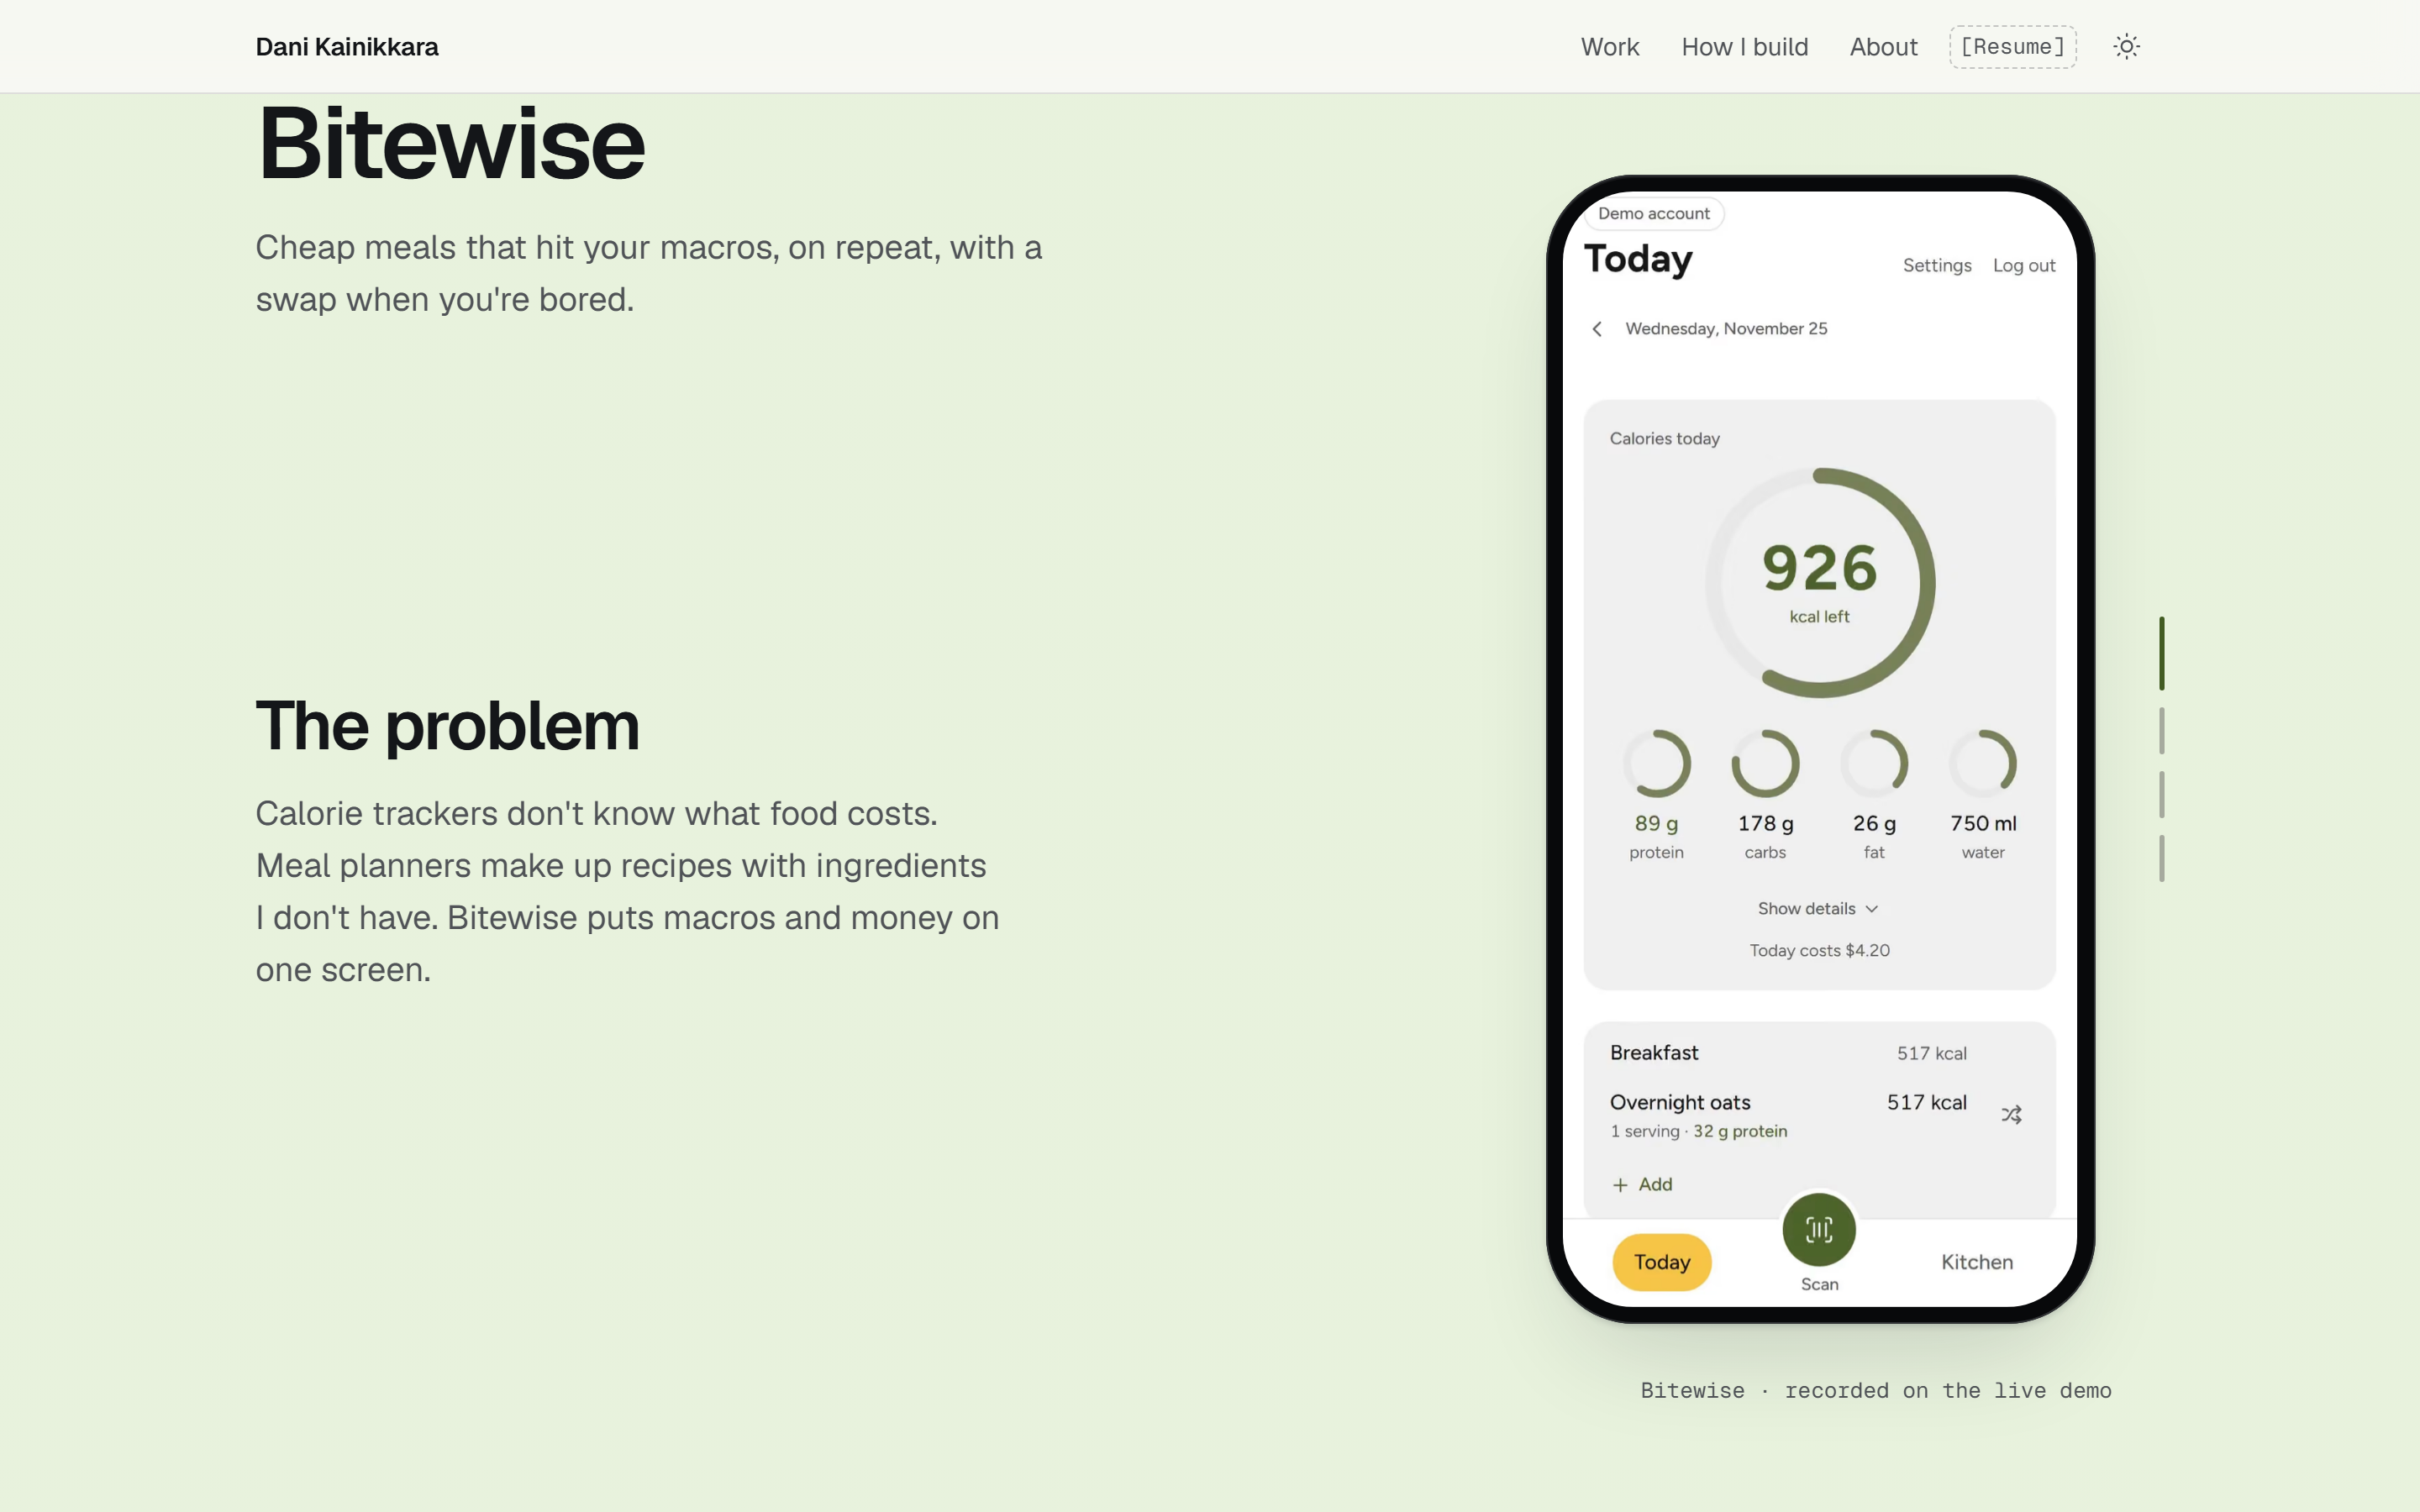 Dani Kainikkara
Work
How I build
About
[Resume]
Bitewise
Cheap meals that hit your macros, on repeat, with a
swap when you're bored.
The problem
Calorie trackers don't know what food costs.
Meal planners make up recipes with ingredients
I don't have. Bitewise puts macros and money on
one screen.
Demo account
Today
Settings
Log out
Wednesday, November 25
Calories today
926
kcal left
89 g
protein
178 g
carbs
26 g
fat
750 ml
water
Show details
Today costs $4.20
Breakfast
517 kcal
Overnight oats
517 kcal
1 serving · 32 g protein
+ Add
Today
Scan
Kitchen
Bitewise · recorded on the live demo